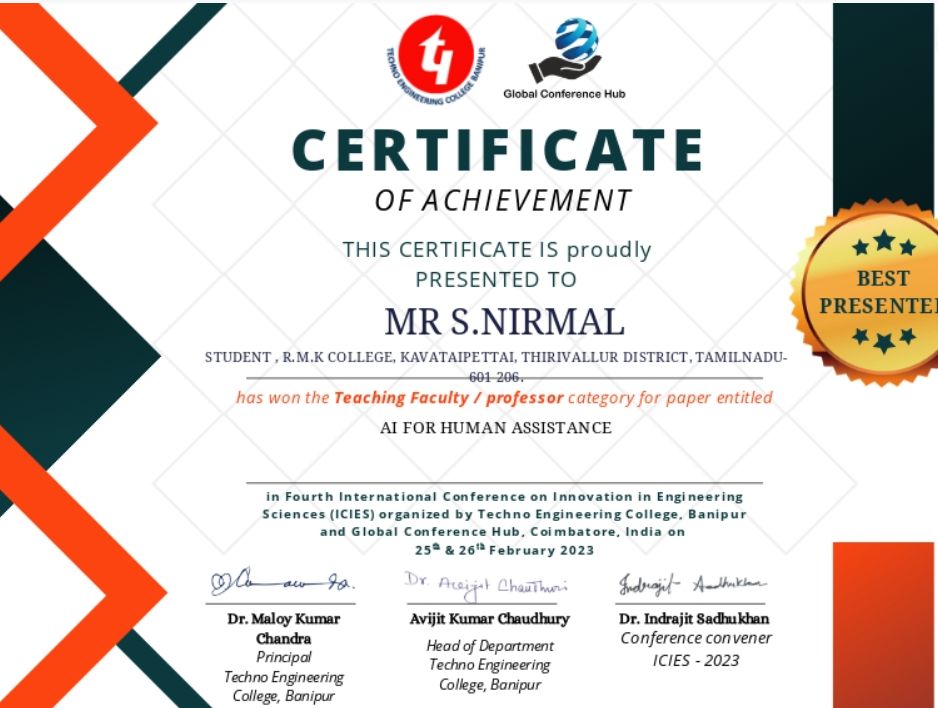 TECHNO ENGINEERING COLLEGE BANIPUR
Global Conference Hub
CERTIFICATE
OF ACHIEVEMENT
THIS CERTIFICATE IS proudly
PRESENTED TO
MR S.NIRMAL
STUDENT , R.M.K COLLEGE, KAVATAIPETTAI, THIRIVALLUR DISTRICT, TAMILNADU-
601 206.
has won the Teaching Faculty / professor category for paper entitled
AI FOR HUMAN ASSISTANCE
BEST
PRESENTE
in Fourth International Conference on Innovation in Engineering
Sciences (ICIES) organized by Techno Engineering College, Banipur
and Global Conference Hub, Coimbatore, India on
25th & 26th February 2023
Dr. Maloy Kumar
Chandra
Principal
Techno Engineering
College, Banipur
Dr. Avijit Chaudhuri
Avijit Kumar Chaudhury
Head of Department
Techno Engineering
College, Banipur
Indrajit Sadhukhan
Dr. Indrajit Sadhukhan
Conference convener
ICIES - 2023